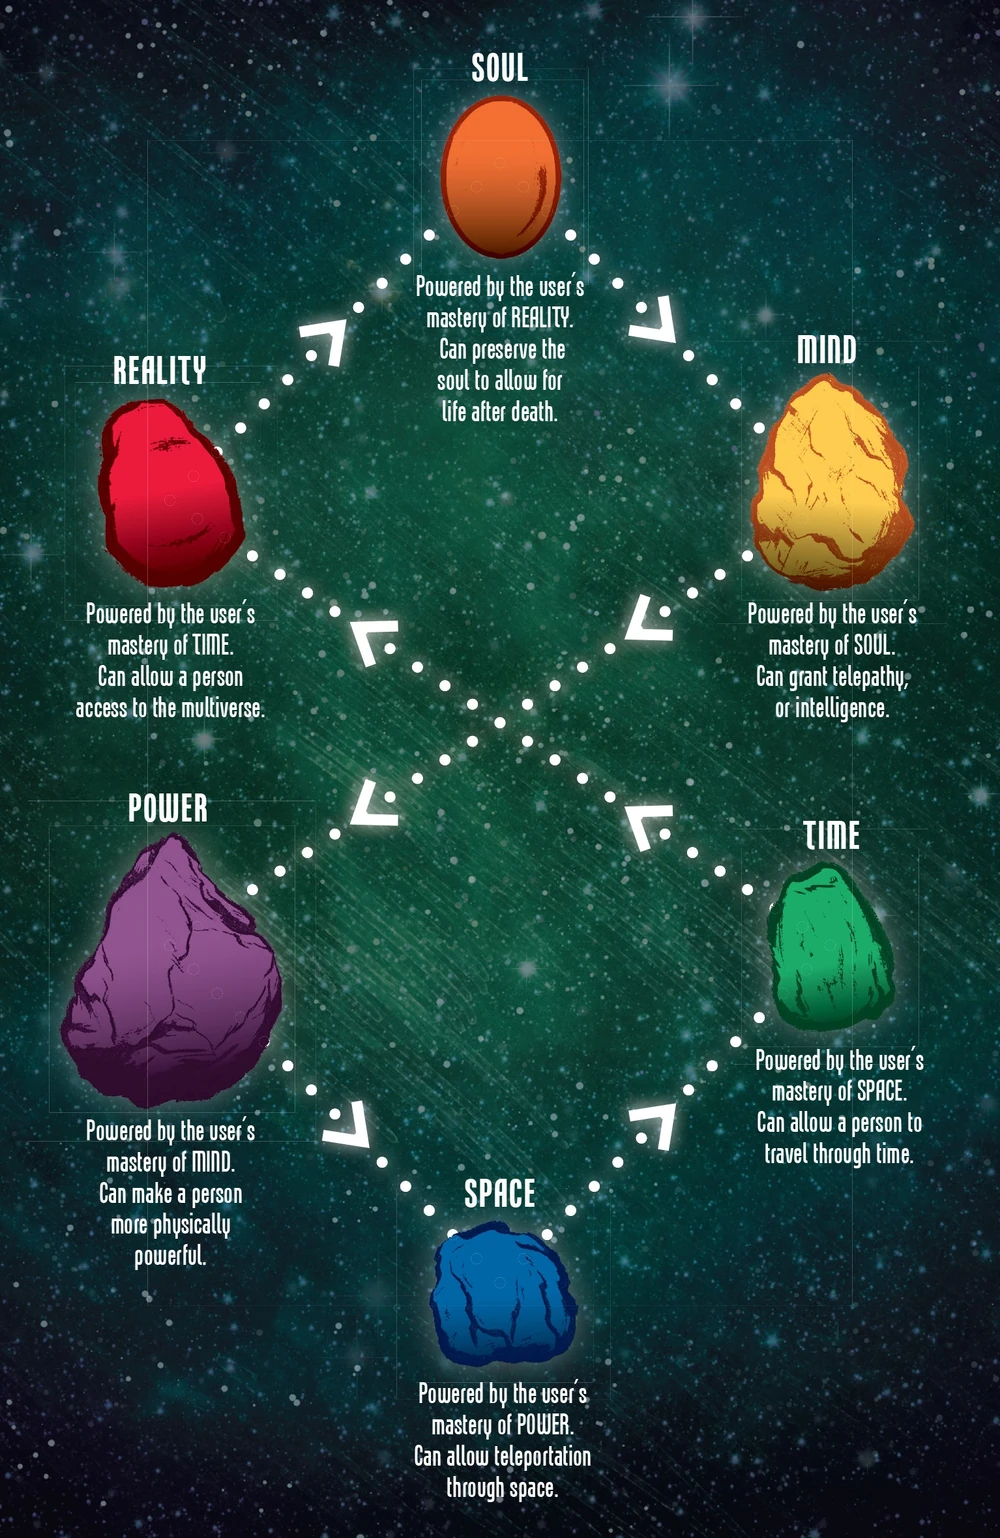 SOUL
Powered by the user's
mastery of REALITY.
Can preserve the
soul to allow for
life after death.
MIND
Powered by the user's
mastery of SOUL.
Can grant telepathy,
or intelligence.
REALITY
Powered by the user's
mastery of TIME.
Can allow a person
access to the multiverse.
POWER
Powered by the user's
mastery of MIND.
Can make a person
more physically
powerful.
TIME
Powered by the user's
mastery of SPACE.
Can allow a person to
travel through time.
SPACE
Powered by the user's
mastery of POWER.
Can allow teleportation
through space.